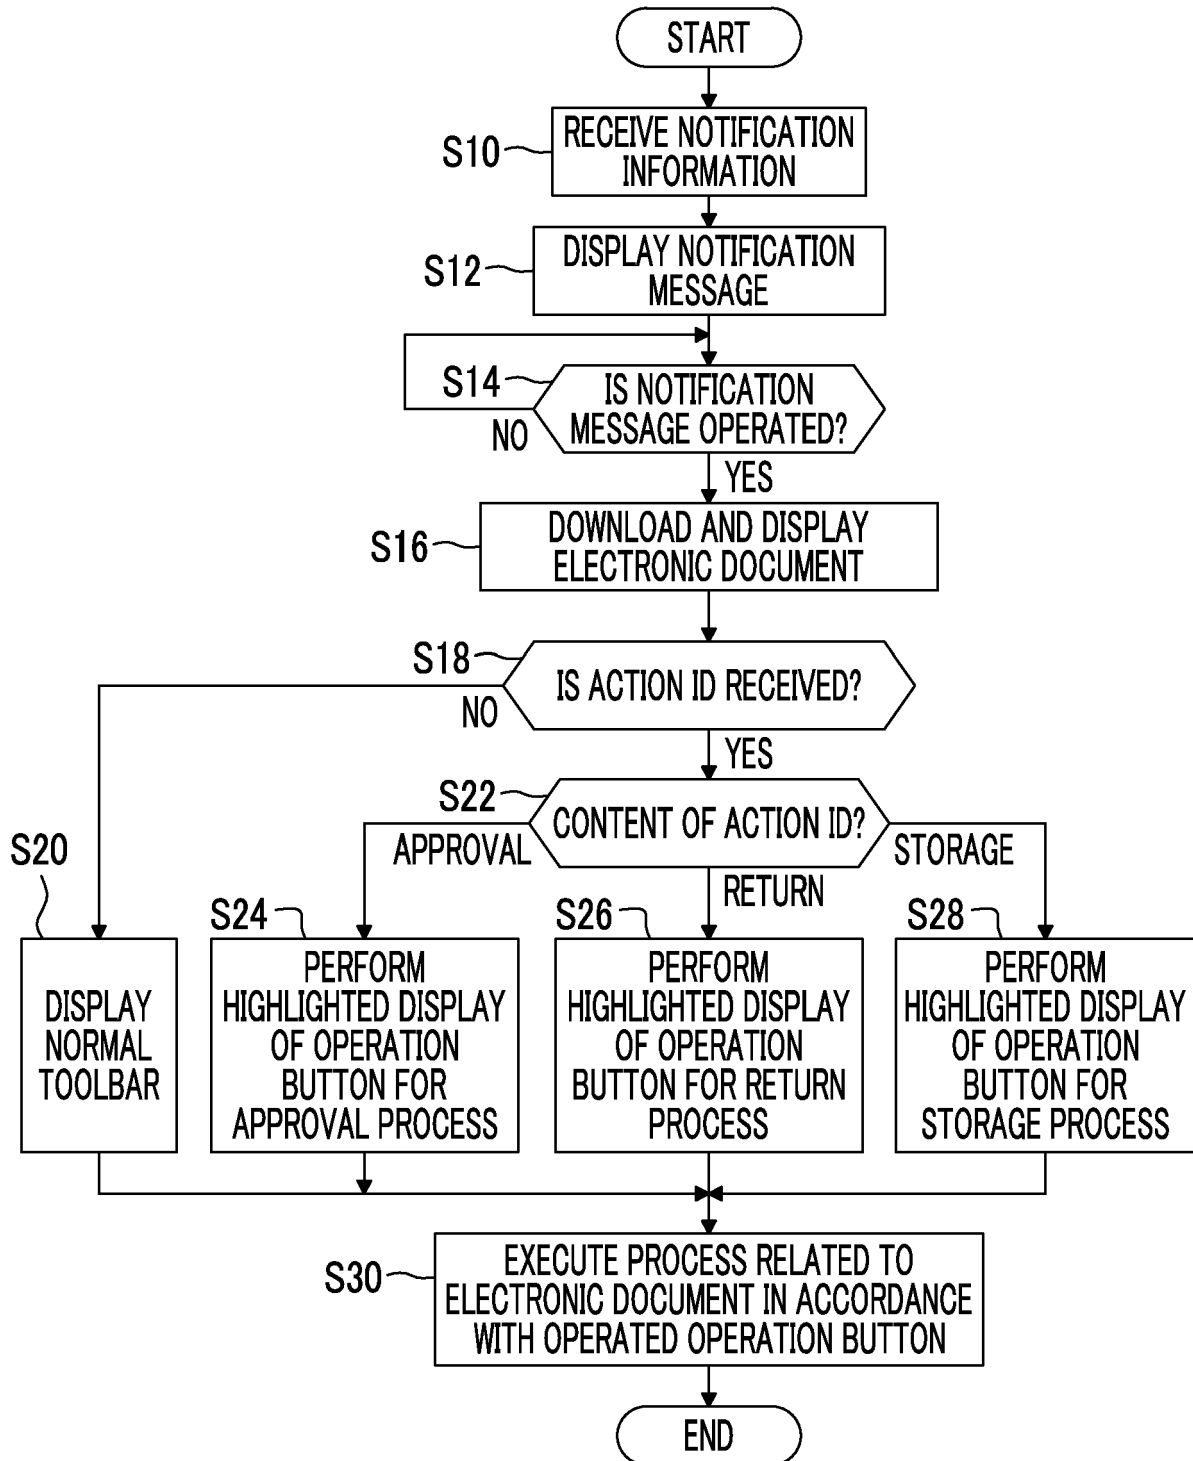 START
S10
RECEIVE NOTIFICATION
INFORMATION
S12
DISPLAY NOTIFICATION
MESSAGE
S14
IS NOTIFICATION
MESSAGE OPERATED?
NO
YES
S16
DOWNLOAD AND DISPLAY
ELECTRONIC DOCUMENT
S18
IS ACTION ID RECEIVED?
NO
YES
S22
CONTENT OF ACTION ID?
APPROVAL
RETURN
STORAGE
S20
DISPLAY
NORMAL
TOOLBAR
S24
PERFORM
HIGHLIGHTED DISPLAY
OF OPERATION
BUTTON FOR
APPROVAL PROCESS
S26
PERFORM
HIGHLIGHTED DISPLAY
OF OPERATION
BUTTON FOR RETURN
PROCESS
S28
PERFORM
HIGHLIGHTED DISPLAY
OF OPERATION
BUTTON FOR
STORAGE PROCESS
S30
EXECUTE PROCESS RELATED TO
ELECTRONIC DOCUMENT IN ACCORDANCE
WITH OPERATED OPERATION BUTTON
END